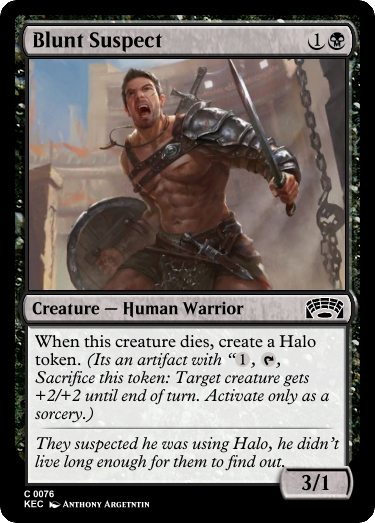 Blunt Suspect 1
Creature — Human Warrior
When this creature dies, create a Halo
token. (Its an artifact with “1, ,
Sacrifice this token: Target creature gets
+2/+2 until end of turn. Activate only as a
sorcery.)
They suspected he was using Halo, he didn’t
live long enough for them to find out.
3/1
C 0076
KEC Anthony Argetntin